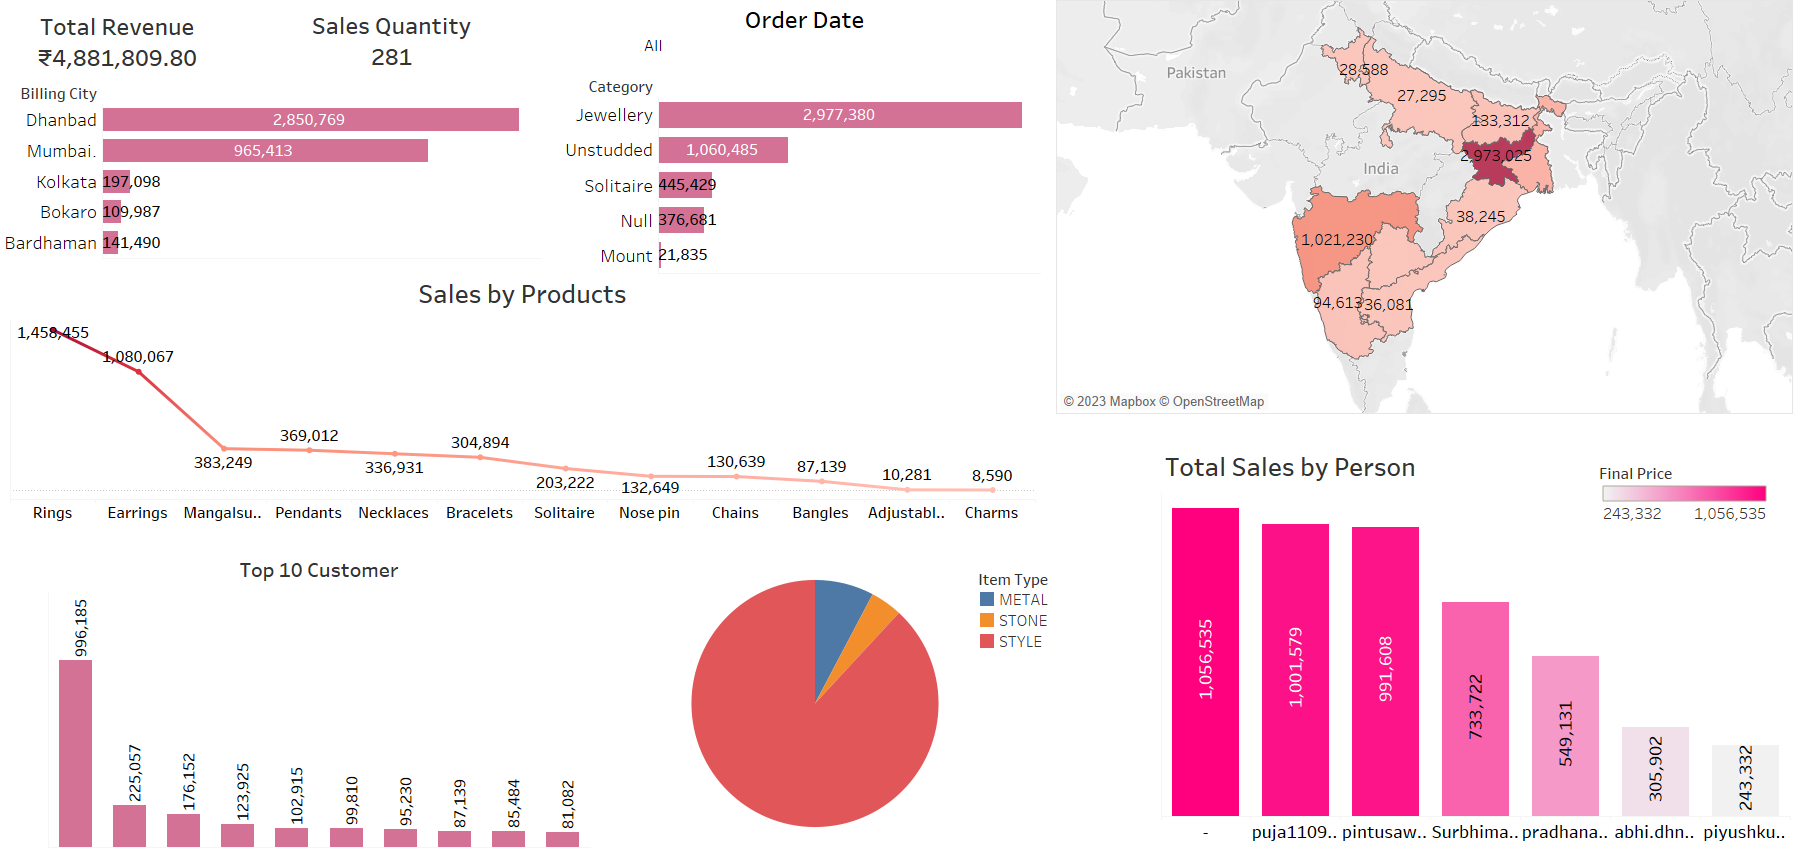 Total Revenue
₹4,881,809.80
Sales Quantity
281
Order Date
All
Billing City
Dhanbad 2,850,769
Mumbai. 965,413
Kolkata 197,098
Bokaro 109,987
Bardhaman 141,490
Category
Jewellery 2,977,380
Unstudded 1,060,485
Solitaire 445,429
Null 376,681
Mount 21,835
Pakistan
India
28,588
27,295
133,312
2,973,025
38,245
1,021,230
94,613
36,081
© 2023 Mapbox © OpenStreetMap
Sales by Products
1,458,455
1,080,067
383,249
369,012
336,931
304,894
203,222
132,649
130,639
87,139
10,281
8,590
Rings Earrings Mangalsu.. Pendants Necklaces Bracelets Solitaire Nose pin Chains Bangles Adjustabl.. Charms
Top 10 Customer
996,185
225,057
176,152
123,925
102,915
99,810
95,230
87,139
85,484
81,082
Item Type
METAL
STONE
STYLE
Total Sales by Person
Final Price
243,332 1,056,535
1,056,535
1,001,579
991,608
733,722
549,131
305,902
243,332
- puja1109.. pintusaw.. Surbhima.. pradhana.. abhi.dhn.. piyushku..